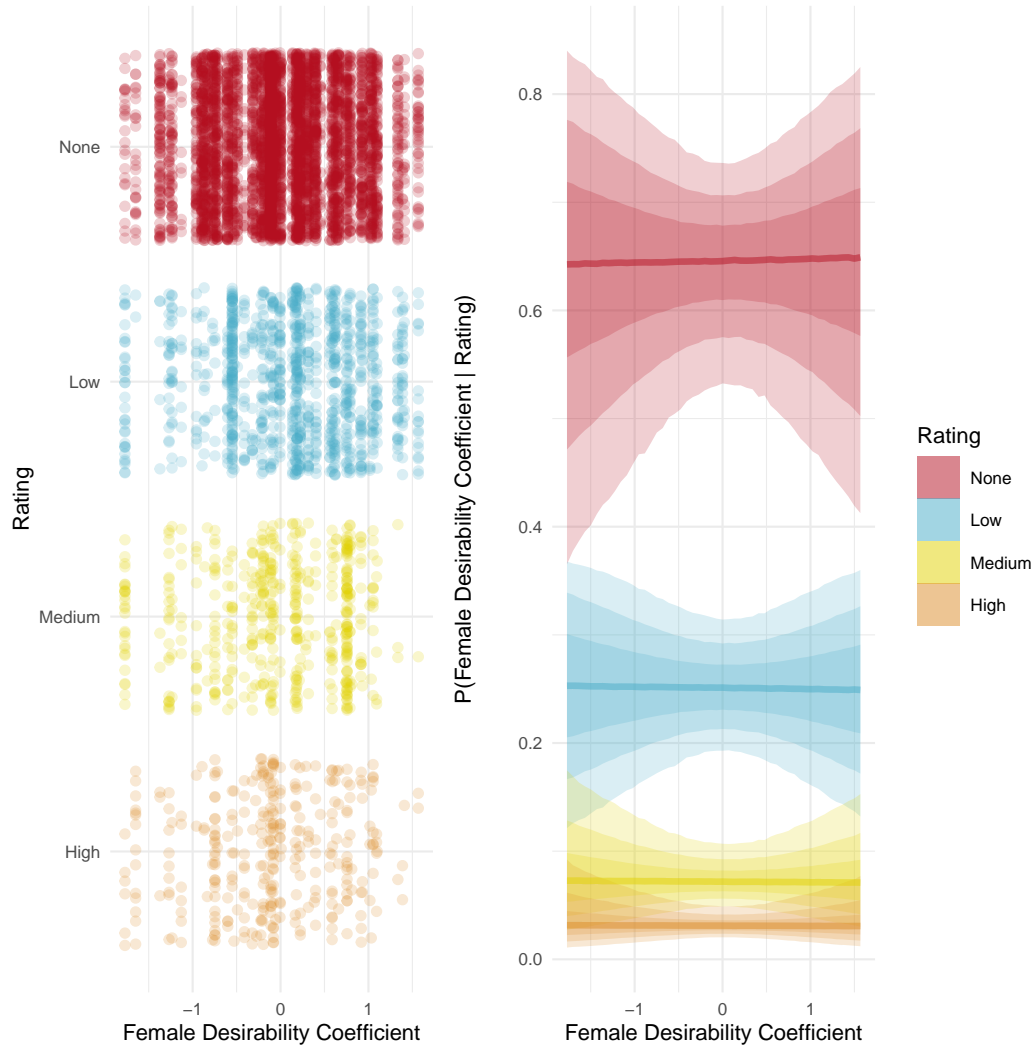 Rating
None
Low
Medium
High
−1
0
1
Female Desirability Coefficient
P(Female Desirability Coefficient | Rating)
0.8
0.6
0.4
0.2
0.0
−1
0
1
Female Desirability Coefficient
Rating
None
Low
Medium
High